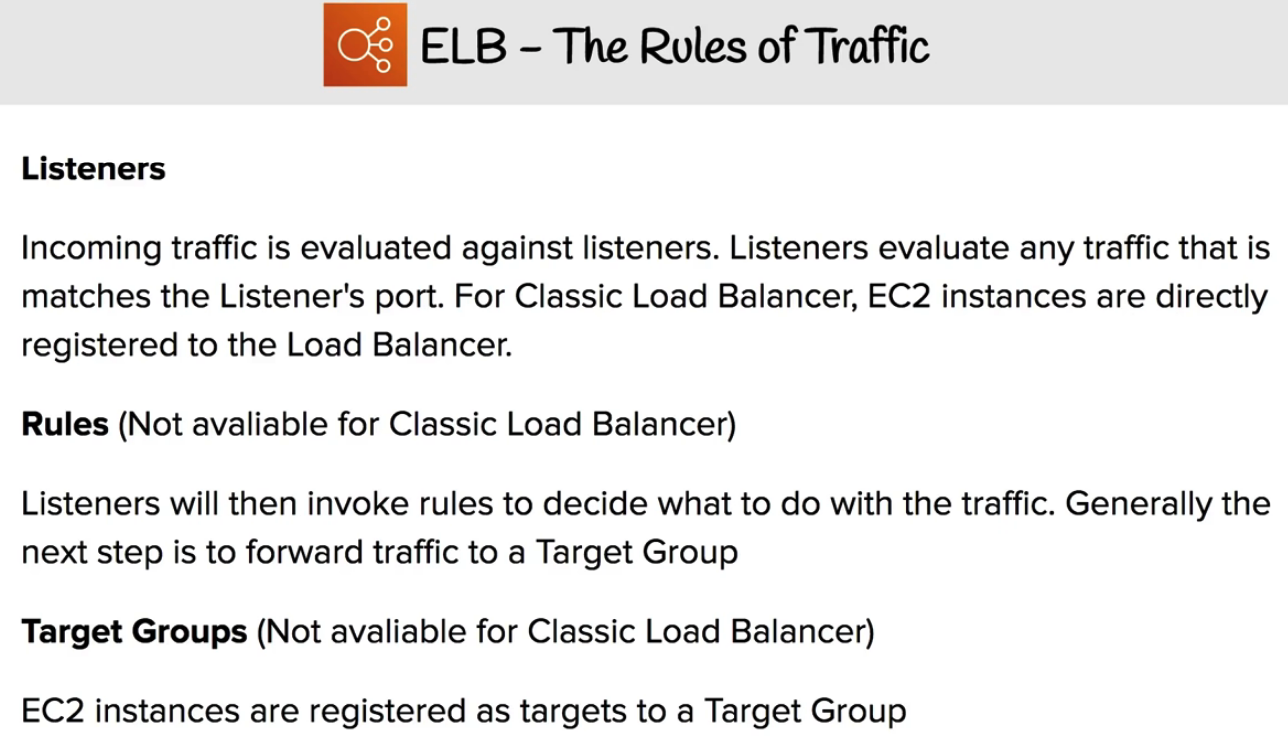 ELB – The Rules of Traffic
Listeners
Incoming traffic is evaluated against listeners. Listeners evaluate any traffic that is
matches the Listener's port. For Classic Load Balancer, EC2 instances are directly
registered to the Load Balancer.
Rules (Not avaliable for Classic Load Balancer)
Listeners will then invoke rules to decide what to do with the traffic. Generally the
next step is to forward traffic to a Target Group
Target Groups (Not avaliable for Classic Load Balancer)
EC2 instances are registered as targets to a Target Group